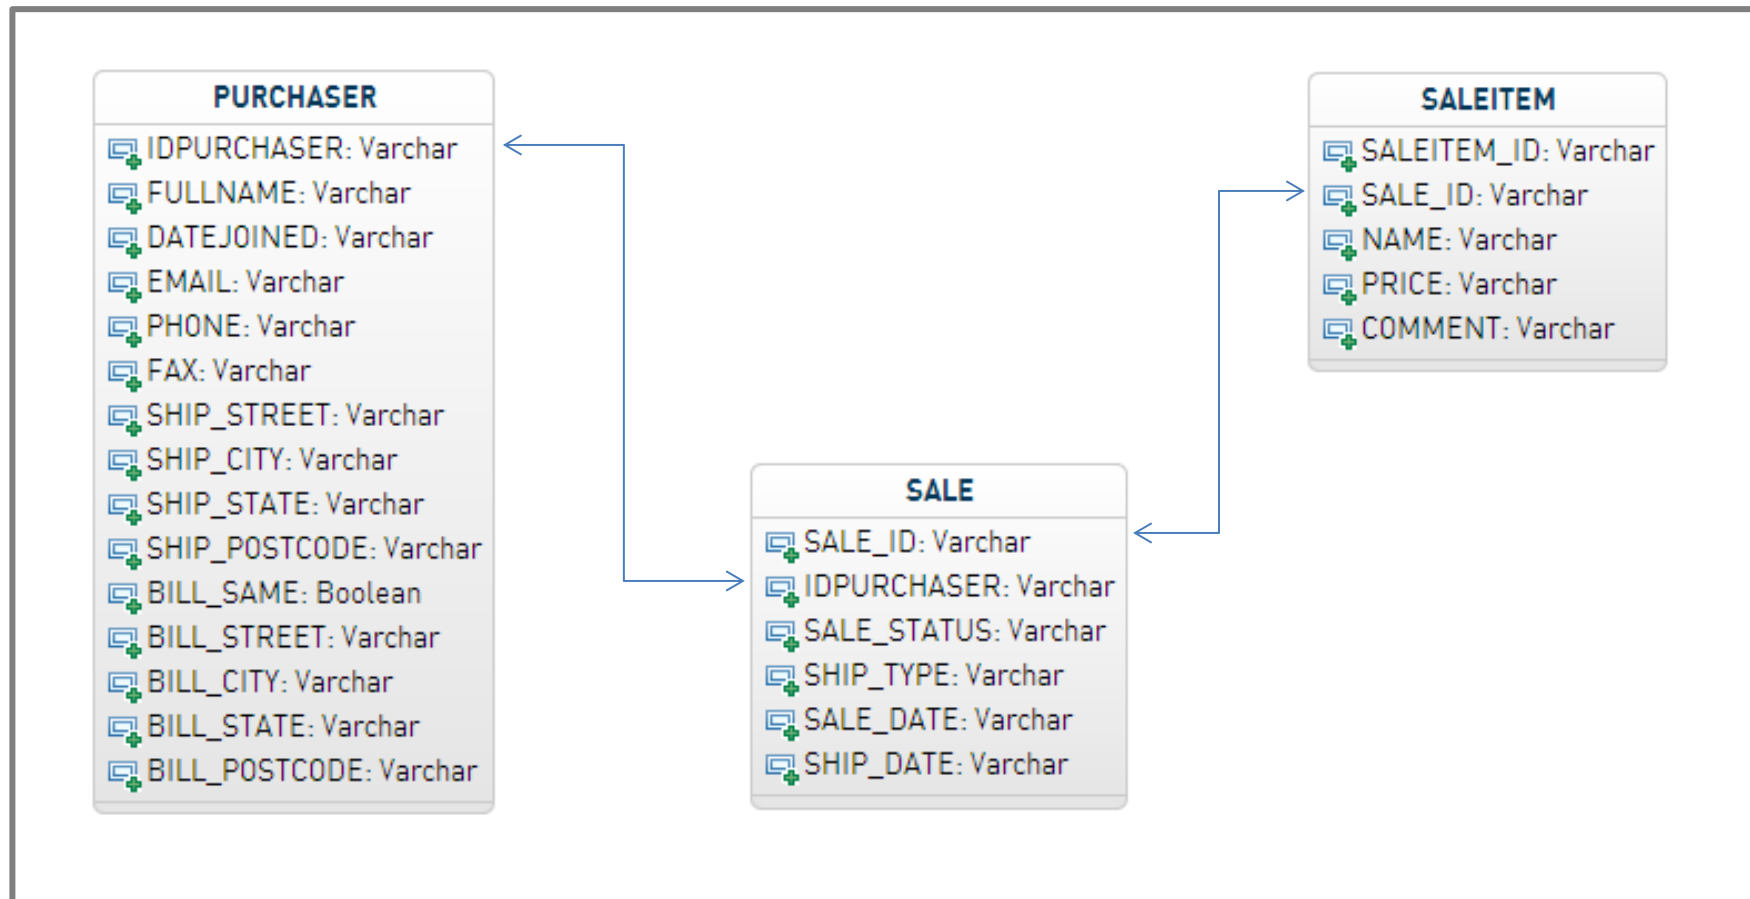 PURCHASER
IDPURCHASER: Varchar
FULLNAME: Varchar
DATEJOINED: Varchar
EMAIL: Varchar
PHONE: Varchar
FAX: Varchar
SHIP_STREET: Varchar
SHIP_CITY: Varchar
SHIP_STATE: Varchar
SHIP_POSTCODE: Varchar
BILL_SAME: Boolean
BILL_STREET: Varchar
BILL_CITY: Varchar
BILL_STATE: Varchar
BILL_POSTCODE: Varchar
SALE
SALE_ID: Varchar
IDPURCHASER: Varchar
SALE_STATUS: Varchar
SHIP_TYPE: Varchar
SALE_DATE: Varchar
SHIP_DATE: Varchar
SALEITEM
SALEITEM_ID: Varchar
SALE_ID: Varchar
NAME: Varchar
PRICE: Varchar
COMMENT: Varchar